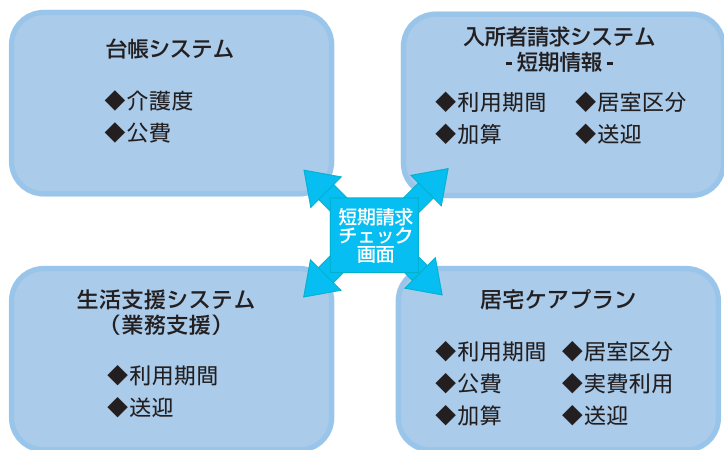 台帳システム
◆介護度
◆公費
入所者請求システム
- 短期情報 -
◆利用期間 ◆居室区分
◆加算 ◆送迎
短期請求
チェック
画面
生活支援システム
（業務支援）
◆利用期間
◆送迎
居宅ケアプラン
◆利用期間 ◆居室区分
◆公費 ◆実費利用
◆加算 ◆送迎